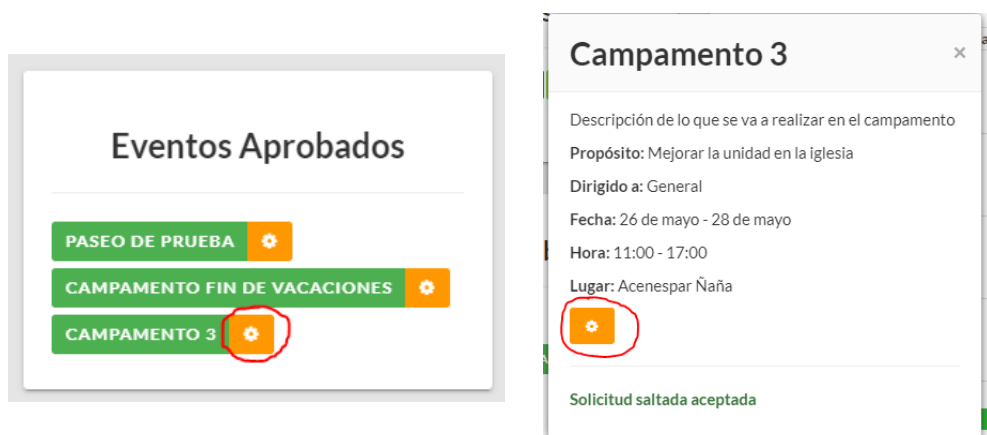 Eventos Aprobados
PASEO DE PRUEBA
CAMPAMENTO FIN DE VACACIONES
CAMPAMENTO 3
Campamento 3 ×
Descripción de lo que se va a realizar en el campamento
Propósito: Mejorar la unidad en la iglesia
Dirigido a: General
Fecha: 26 de mayo - 28 de mayo
Hora: 11:00 - 17:00
Lugar: Acenespar Ñaña
Solicitud saltada aceptada